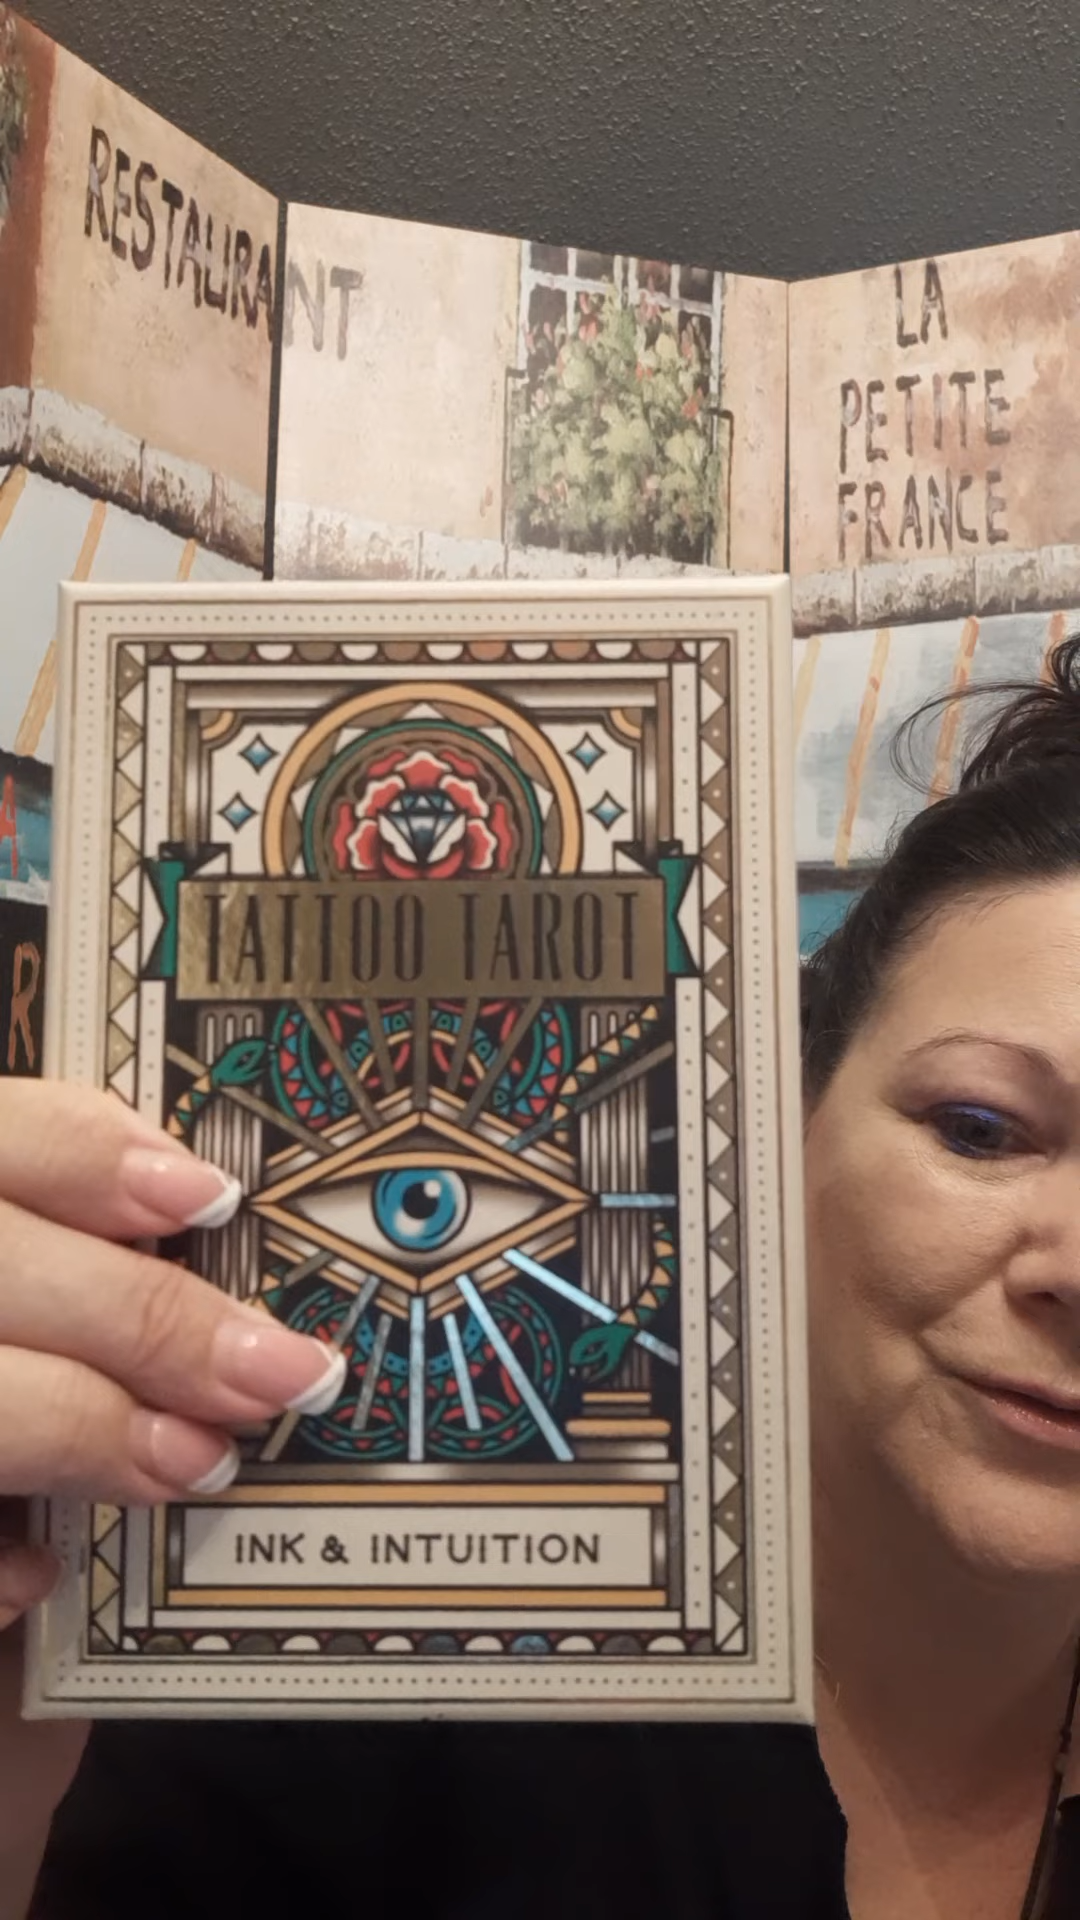 RESTAURANT
LA
PETITE
FRANCE
A
R
TATTOO TAROT
INK & INTUITION